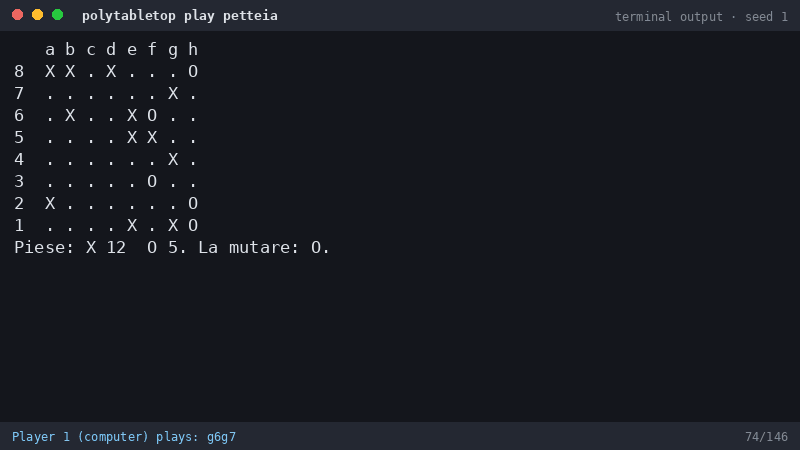 polytabletop play petteia
terminal output · seed 1
a b c d e f g h
8 X X . X . . . O
7 . . . . . . X .
6 . X . . X O . .
5 . . . . X X . .
4 . . . . . . X .
3 . . . . . O . .
2 X . . . . . . O
1 . . . . X . X O
Piese: X 12 O 5. La mutare: O.
Player 1 (computer) plays: g6g7
74/146